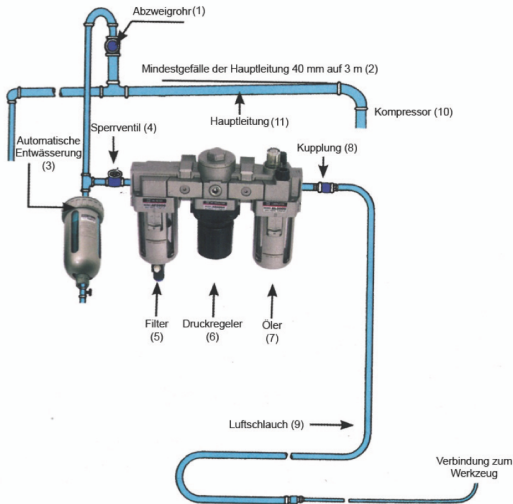 Abzweigrohr (1)
Mindestgefälle der Hauptleitung 40 mm auf 3 m (2)
Kompressor (10)
Hauptleitung (11)
Sperrventil (4)
Automatische
Entwässerung
(3)
Kupplung (8)
Filter
(5)
Druckregeler
(6)
Öler
(7)
Luftschlauch (9)
Verbindung zum
Werkzeug